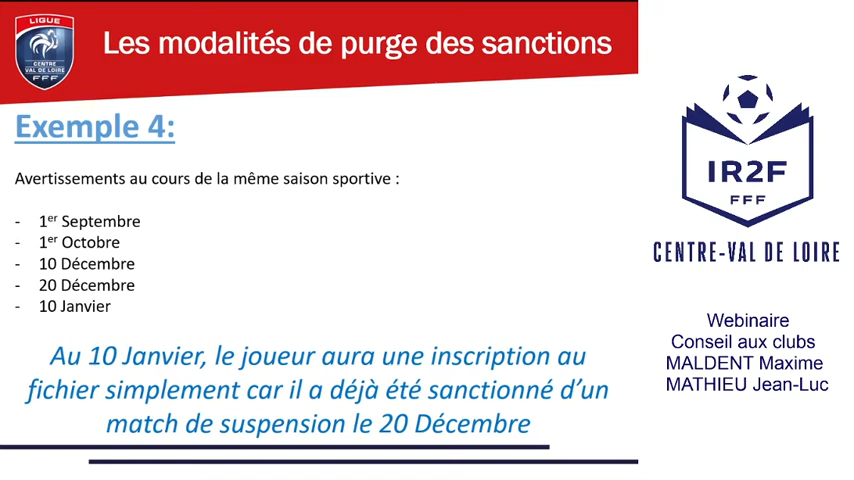 LIGUE
CENTRE
VAL DE LOIRE
FFF
Les modalités de purge des sanctions
Exemple 4:
Avertissements au cours de la même saison sportive :
- 1er Septembre
- 1er Octobre
- 10 Décembre
- 20 Décembre
- 10 Janvier
Au 10 Janvier, le joueur aura une inscription au
fichier simplement car il a déjà été sanctionné d’un
match de suspension le 20 Décembre
IR2F
FFF
CENTRE-VAL DE LOIRE
Webinaire
Conseil aux clubs
MALDENT Maxime
MATHIEU Jean-Luc